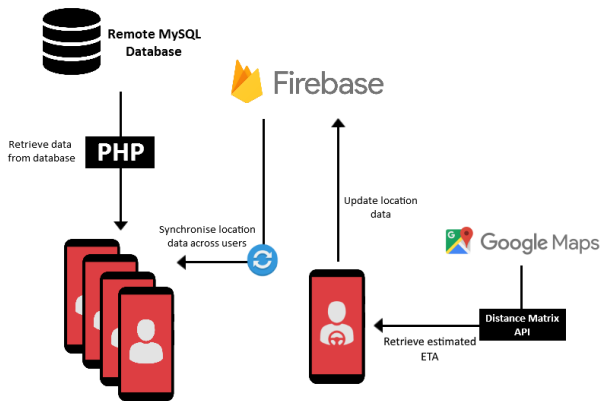 Remote MySQL
Database
Firebase
Retrieve data
from database
PHP
Synchronise location
data across users
Update location
data
G
Google Maps
Distance Matrix
API
Retrieve estimated
ETA